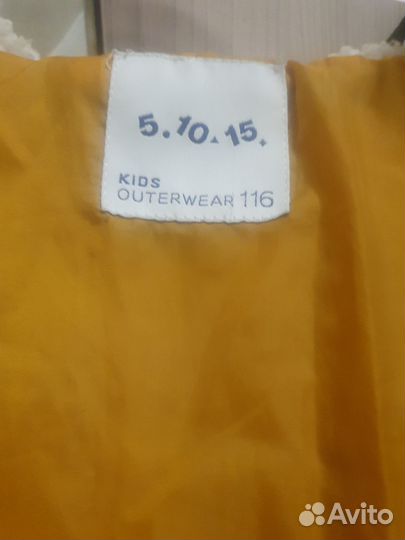 5.10.15.
KIDS
OUTERWEAR 116
Avito